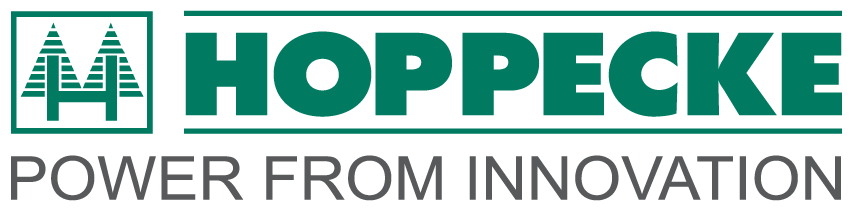 HOPPECKE
POWER FROM INNOVATION